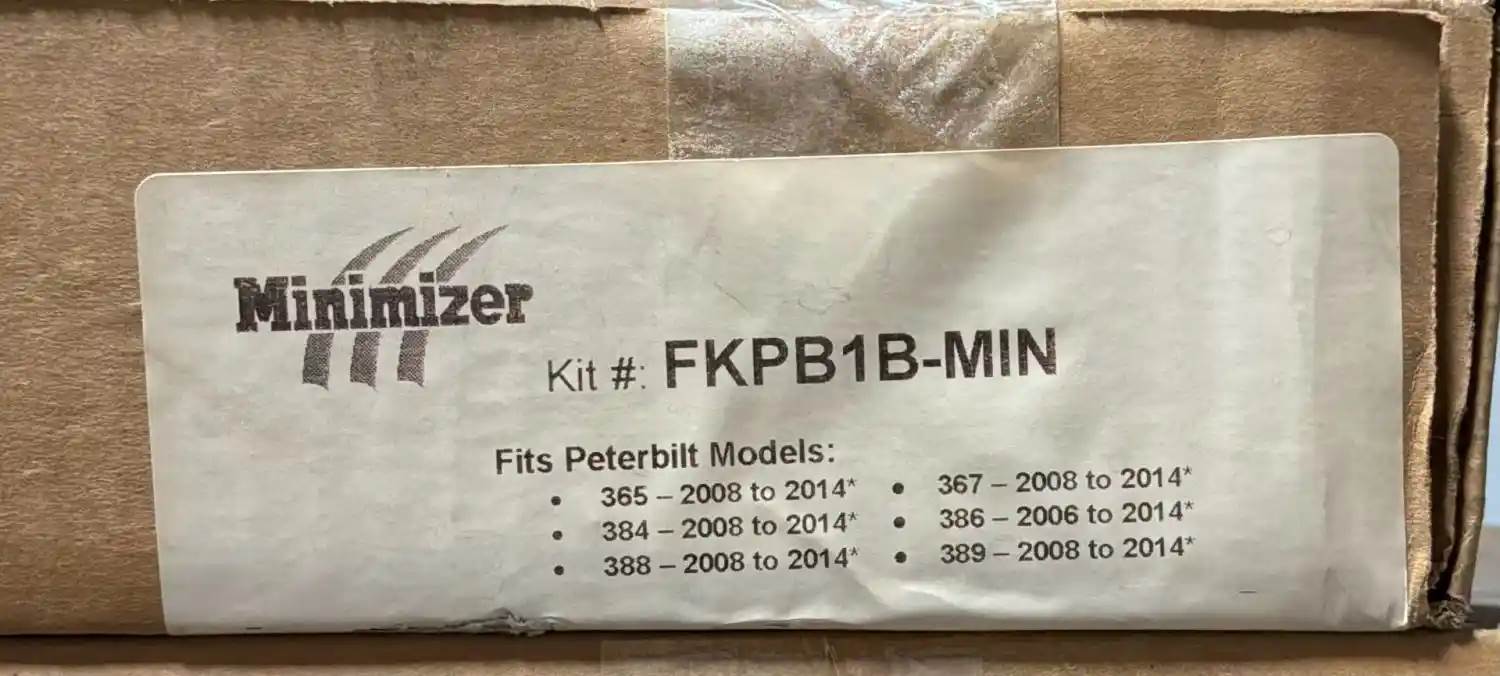 Minimizer
Kit #: FKPB1B-MIN
Fits Peterbilt Models:
• 365 – 2008 to 2014* • 367 – 2008 to 2014*
• 384 – 2008 to 2014* • 386 – 2006 to 2014*
• 388 – 2008 to 2014* • 389 – 2008 to 2014*